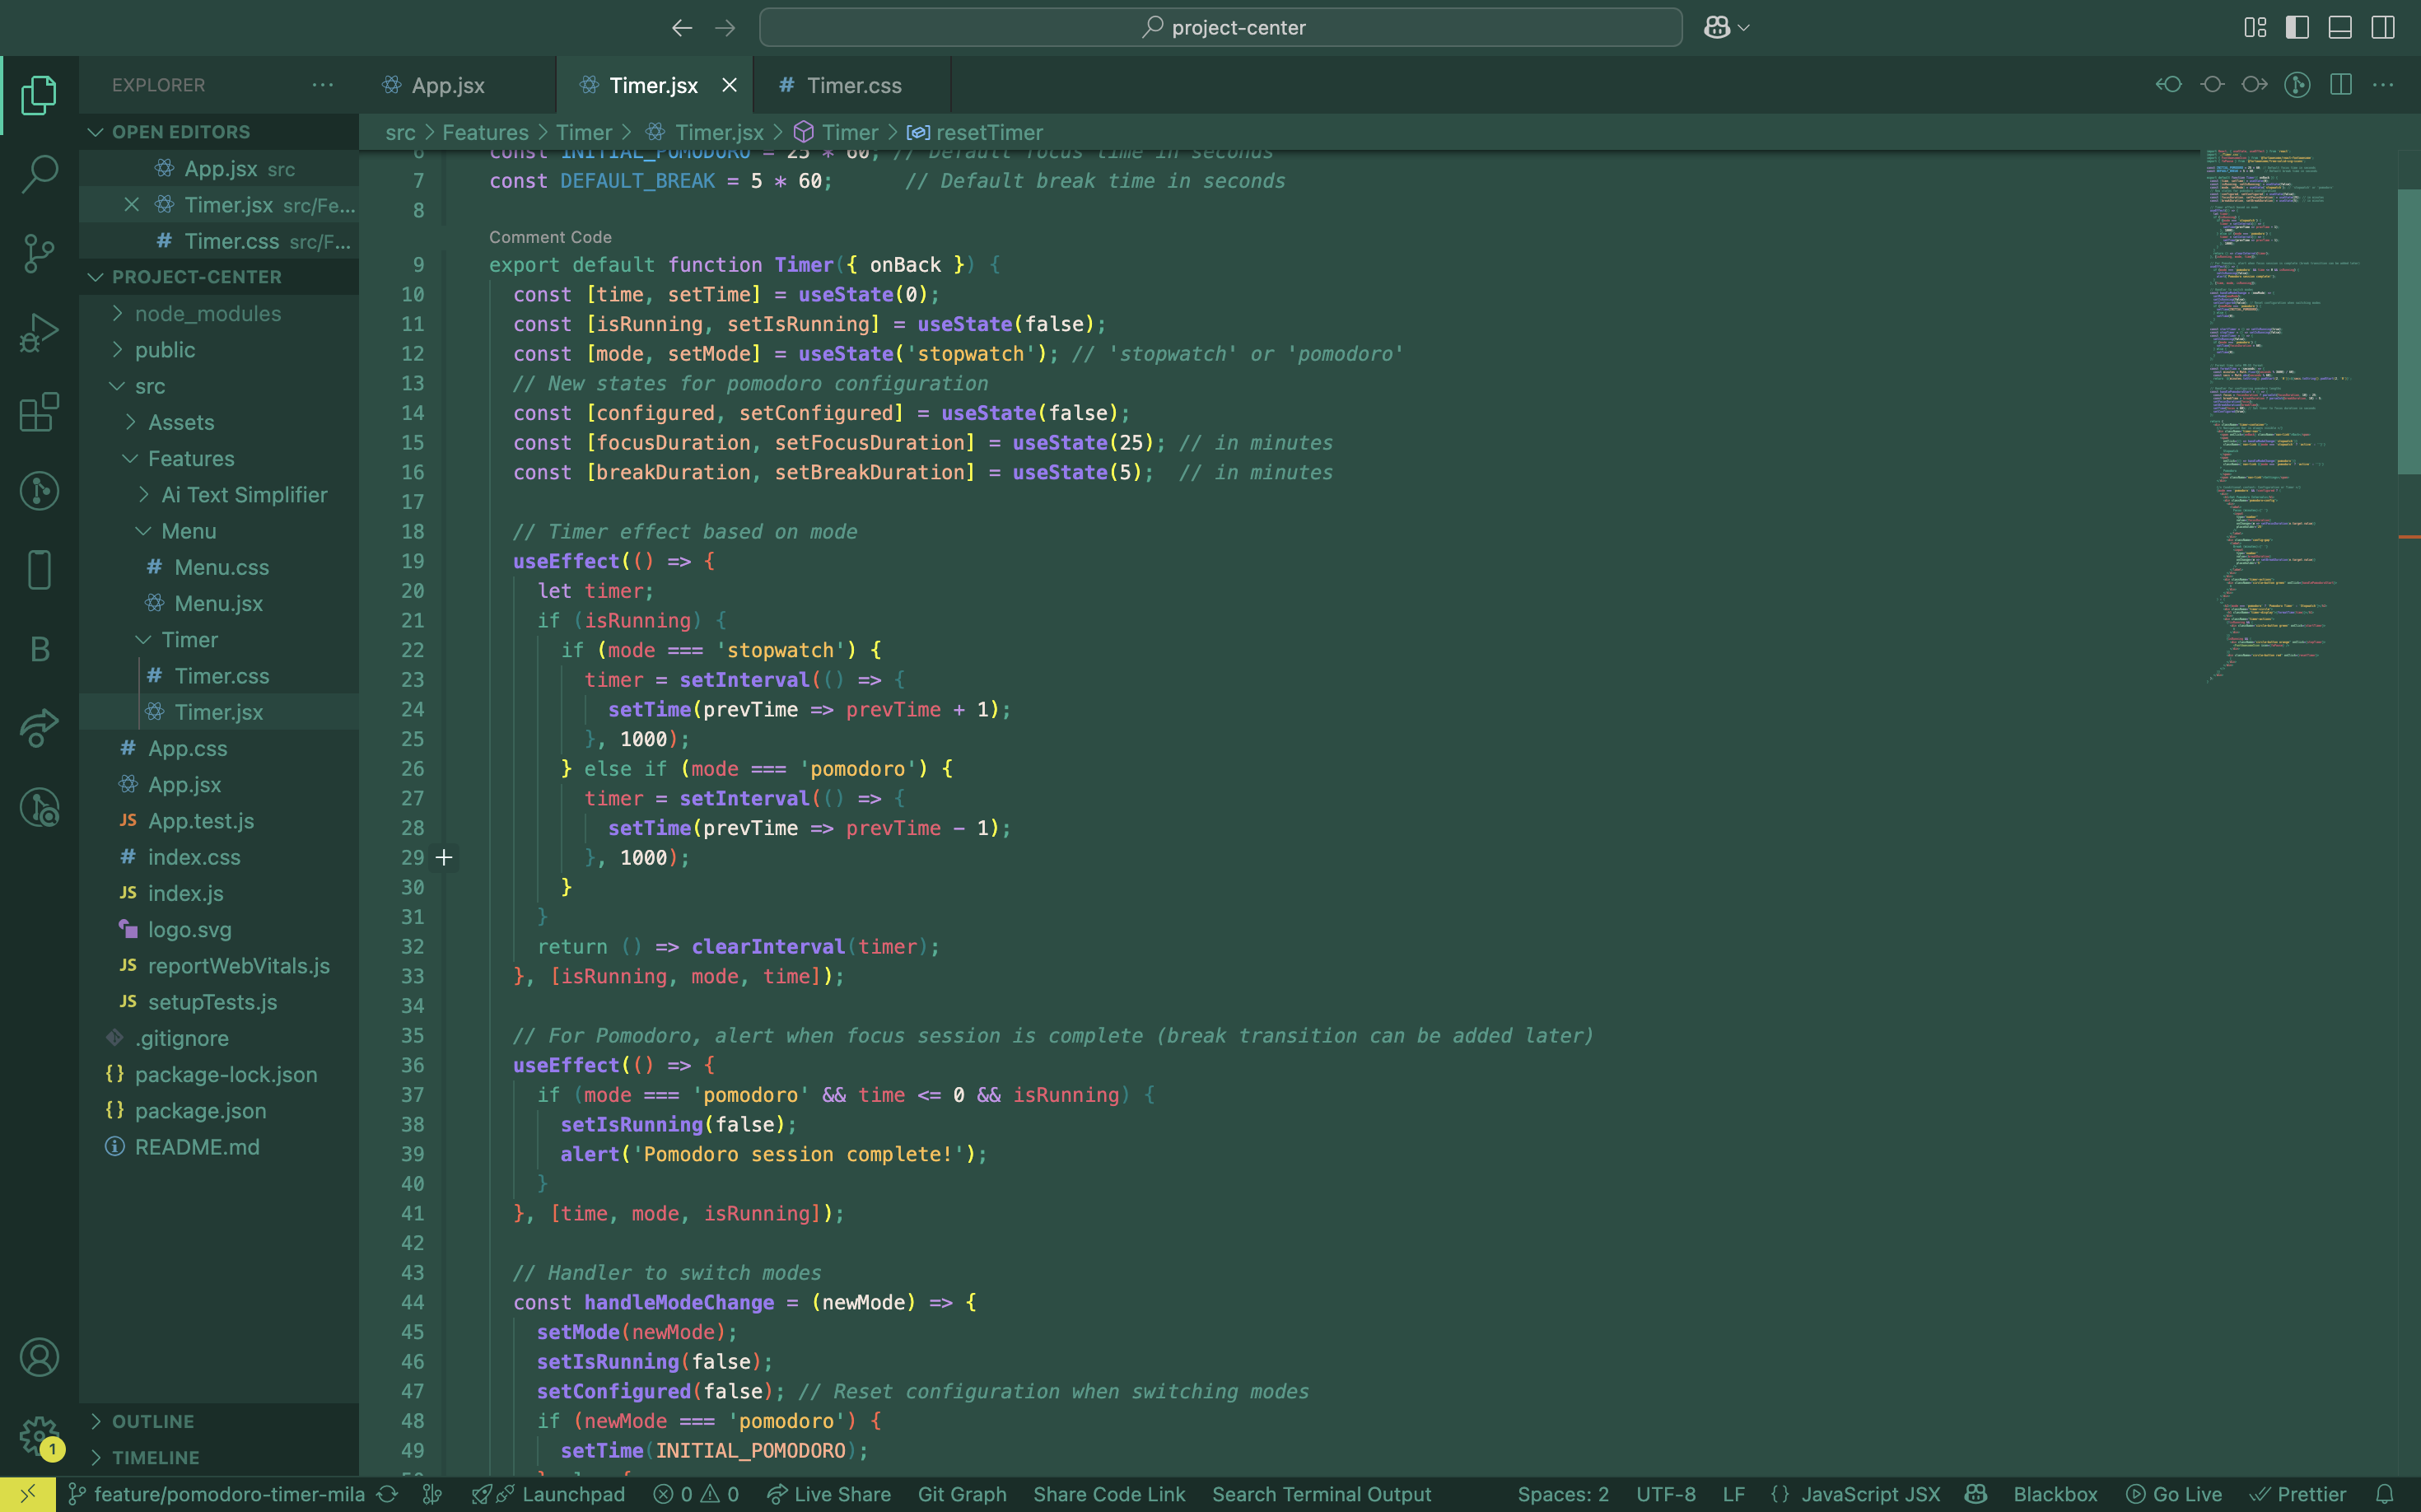 project-center
EXPLORER
App.jsx
Timer.jsx
Timer.css
OPEN EDITORS
App.jsx src
Timer.jsx src/Fe...
Timer.css src/F...
PROJECT-CENTER
node_modules
public
src
Assets
Features
Ai Text Simplifier
Menu
Menu.css
Menu.jsx
Timer
Timer.css
Timer.jsx
App.css
App.jsx
JS App.test.js
index.css
JS index.js
logo.svg
JS reportWebVitals.js
JS setupTests.js
.gitignore
{} package-lock.json
{} package.json
README.md
OUTLINE
TIMELINE
src > Features > Timer > Timer.jsx > Timer > resetTimer
6 const INITIAL_POMODORO = 25 * 60; // Default focus time in seconds
7 const DEFAULT_BREAK = 5 * 60; // Default break time in seconds
8
Comment Code
9 export default function Timer({ onBack }) {
10 const [time, setTime] = useState(0);
11 const [isRunning, setIsRunning] = useState(false);
12 const [mode, setMode] = useState('stopwatch'); // 'stopwatch' or 'pomodoro'
13 // New states for pomodoro configuration
14 const [configured, setConfigured] = useState(false);
15 const [focusDuration, setFocusDuration] = useState(25); // in minutes
16 const [breakDuration, setBreakDuration] = useState(5); // in minutes
17
18 // Timer effect based on mode
19 useEffect(() => {
20 let timer;
21 if (isRunning) {
22 if (mode === 'stopwatch') {
23 timer = setInterval(() => {
24 setTime(prevTime => prevTime + 1);
25 }, 1000);
26 } else if (mode === 'pomodoro') {
27 timer = setInterval(() => {
28 setTime(prevTime => prevTime - 1);
29 }, 1000);
30 }
31 }
32 return () => clearInterval(timer);
33 }, [isRunning, mode, time]);
34
35 // For Pomodoro, alert when focus session is complete (break transition can be added later)
36 useEffect(() => {
37 if (mode === 'pomodoro' && time <= 0 && isRunning) {
38 setIsRunning(false);
39 alert('Pomodoro session complete!');
40 }
41 }, [time, mode, isRunning]);
42
43 // Handler to switch modes
44 const handleModeChange = (newMode) => {
45 setMode(newMode);
46 setIsRunning(false);
47 setConfigured(false); // Reset configuration when switching modes
48 if (newMode === 'pomodoro') {
49 setTime(INITIAL_POMODORO);
B
1
feature/pomodoro-timer-mila Launchpad 0 0 Live Share Git Graph Share Code Link Search Terminal Output Spaces: 2 UTF-8 LF {} JavaScript JSX Blackbox Go Live Prettier